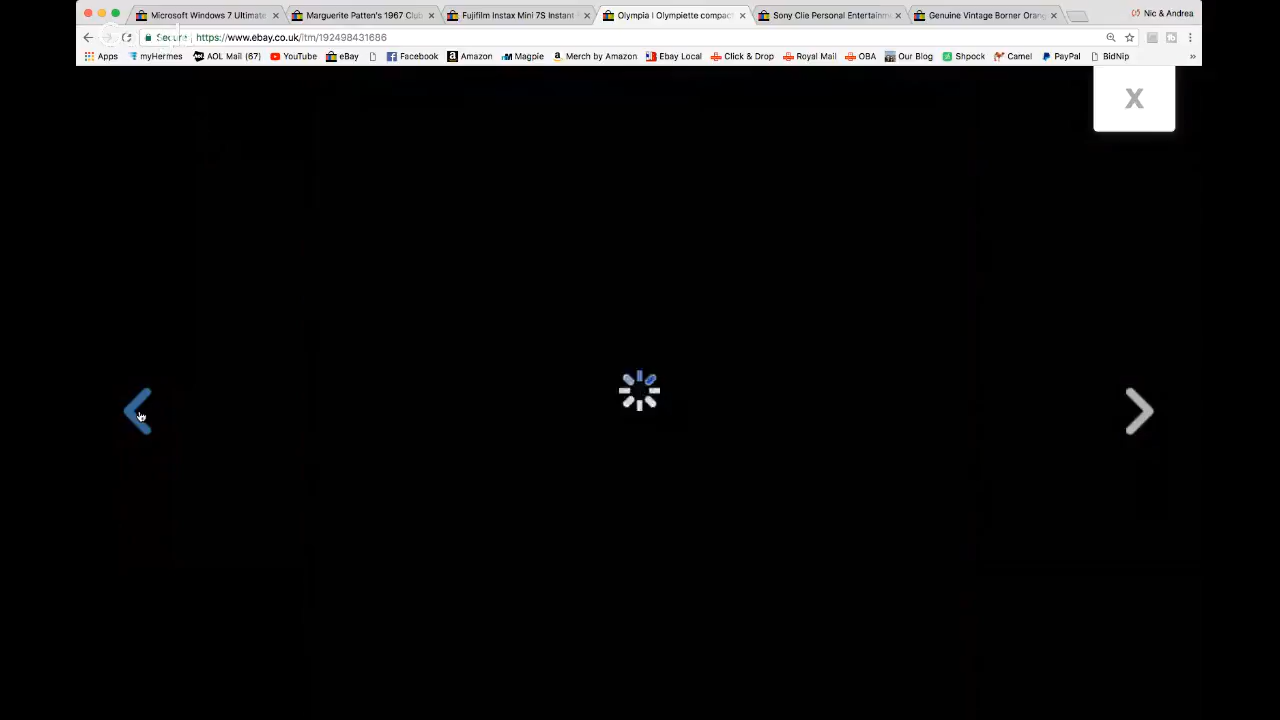 Microsoft Windows 7 Ultimate
Marguerite Patten's 1967 Club
Fujifilm Instax Mini 7S Instant
Olympia | Olympiette compact
Sony Clie Personal Entertainm
Genuine Vintage Borner Orang
Nic & Andrea
Secure
https://www.ebay.co.uk/itm/192498431686
Apps
myHermes
AOL Mail (67)
YouTube
eBay
Facebook
Amazon
Magpie
Merch by Amazon
Ebay Local
Click & Drop
Royal Mail
OBA
Our Blog
Shpock
Camel
PayPal
BidNip
»
X